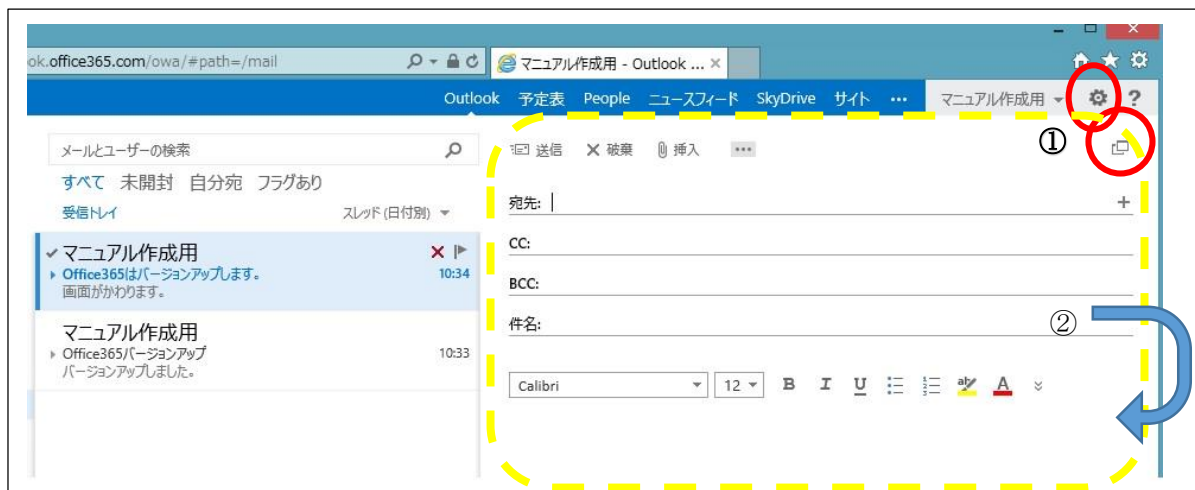 ok.office365.com/owa/#path=/mail
マニュアル作成用 - Outlook ... ×
Outlook 予定表 People ニュースフィード SkyDrive サイト ••• マニュアル作成用 ?
メールとユーザーの検索
すべて 未開封 自分宛 フラグあり
受信トレイ スレッド (日付別)
マニュアル作成用
Office365はバージョンアップします。 10:34
画面がかわります。
マニュアル作成用
Office365バージョンアップ 10:33
バージョンアップしました。
送信 × 破棄 挿入 •••
①
宛先: +
CC:
BCC:
件名:
②
Calibri 12 B I U ab A